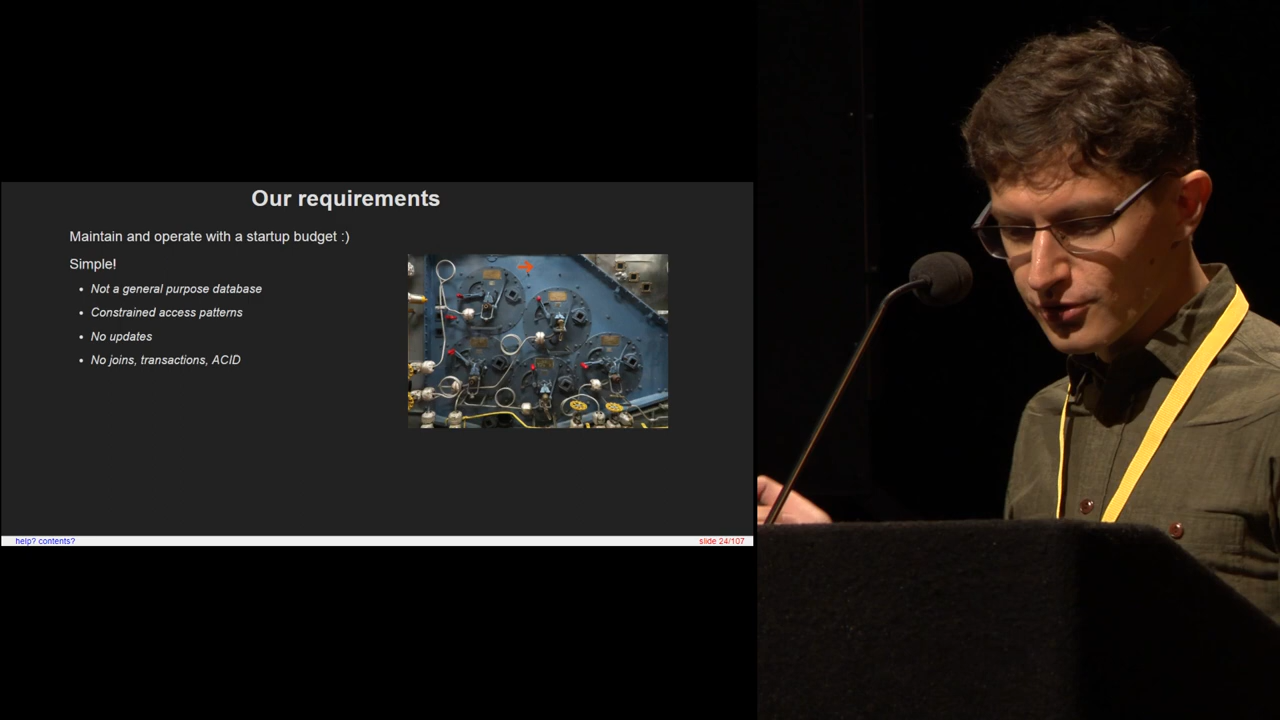 Our requirements
Maintain and operate with a startup budget :)
Simple!
Not a general purpose database
Constrained access patterns
No updates
No joins, transactions, ACID
help? contents?
slide 24/107